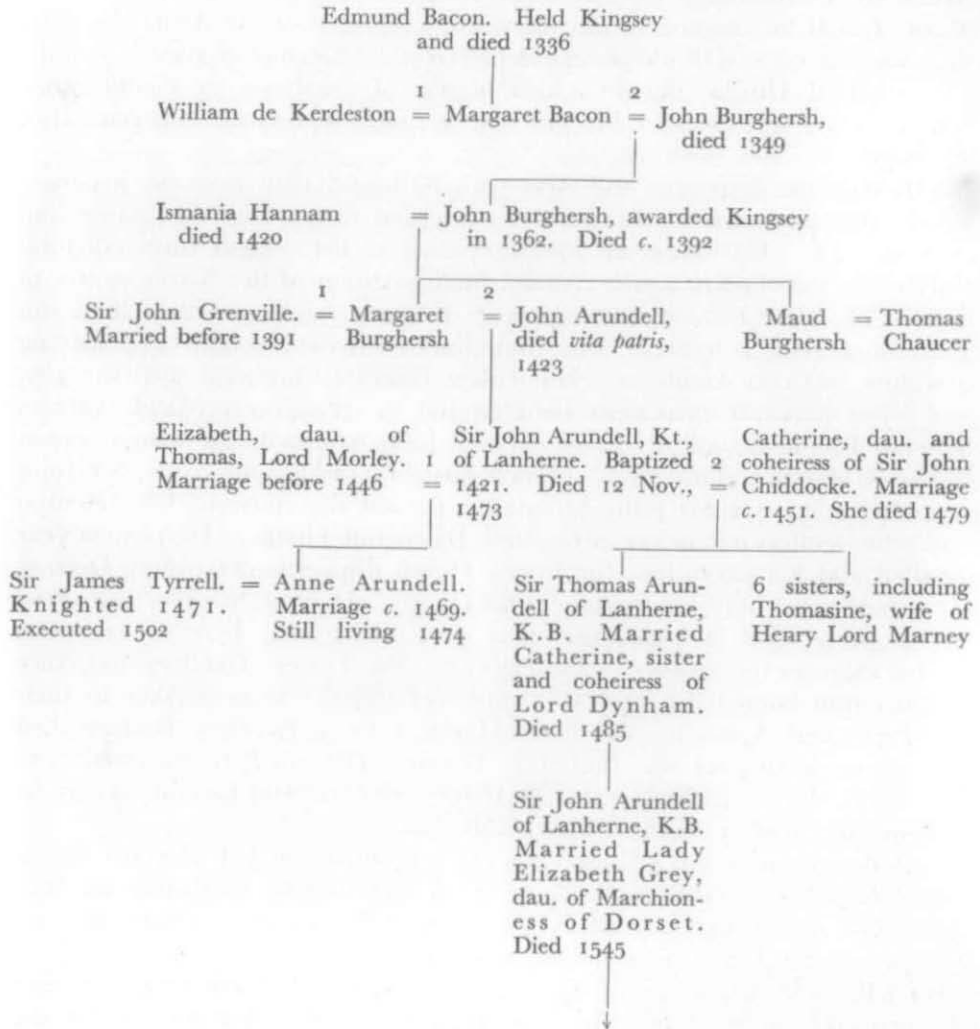 Edmund Bacon. Held Kingsey
and died 1336
1 2
William de Kerdeston = Margaret Bacon = John Burghersh,
died 1349
Ismania Hannam = John Burghersh, awarded Kingsey
died 1420 in 1362. Died c. 1392
1 2
Sir John Grenville. = Margaret = John Arundell, Maud = Thomas
Married before 1391 Burghersh died vita patris, Burghersh Chaucer
1423
Elizabeth, dau. of Sir John Arundell, Kt., Catherine, dau. and
Thomas, Lord Morley. 1 of Lanherne. Baptized 2 coheiress of Sir John
Marriage before 1446 = 1421. Died 12 Nov., = Chiddocke. Marriage
1473 c. 1451. She died 1479
Sir James Tyrrell. = Anne Arundell. Sir Thomas Arun- 6 sisters, including
Knighted 1471. Marriage c. 1469. dell of Lanherne, Thomasine, wife of
Executed 1502 Still living 1474 K.B. Married Henry Lord Marney
Catherine, sister
and coheiress of
Lord Dynham.
Died 1485
Sir John Arundell
of Lanherne, K.B.
Married Lady
Elizabeth Grey,
dau. of Marchion-
ess of Dorset.
Died 1545